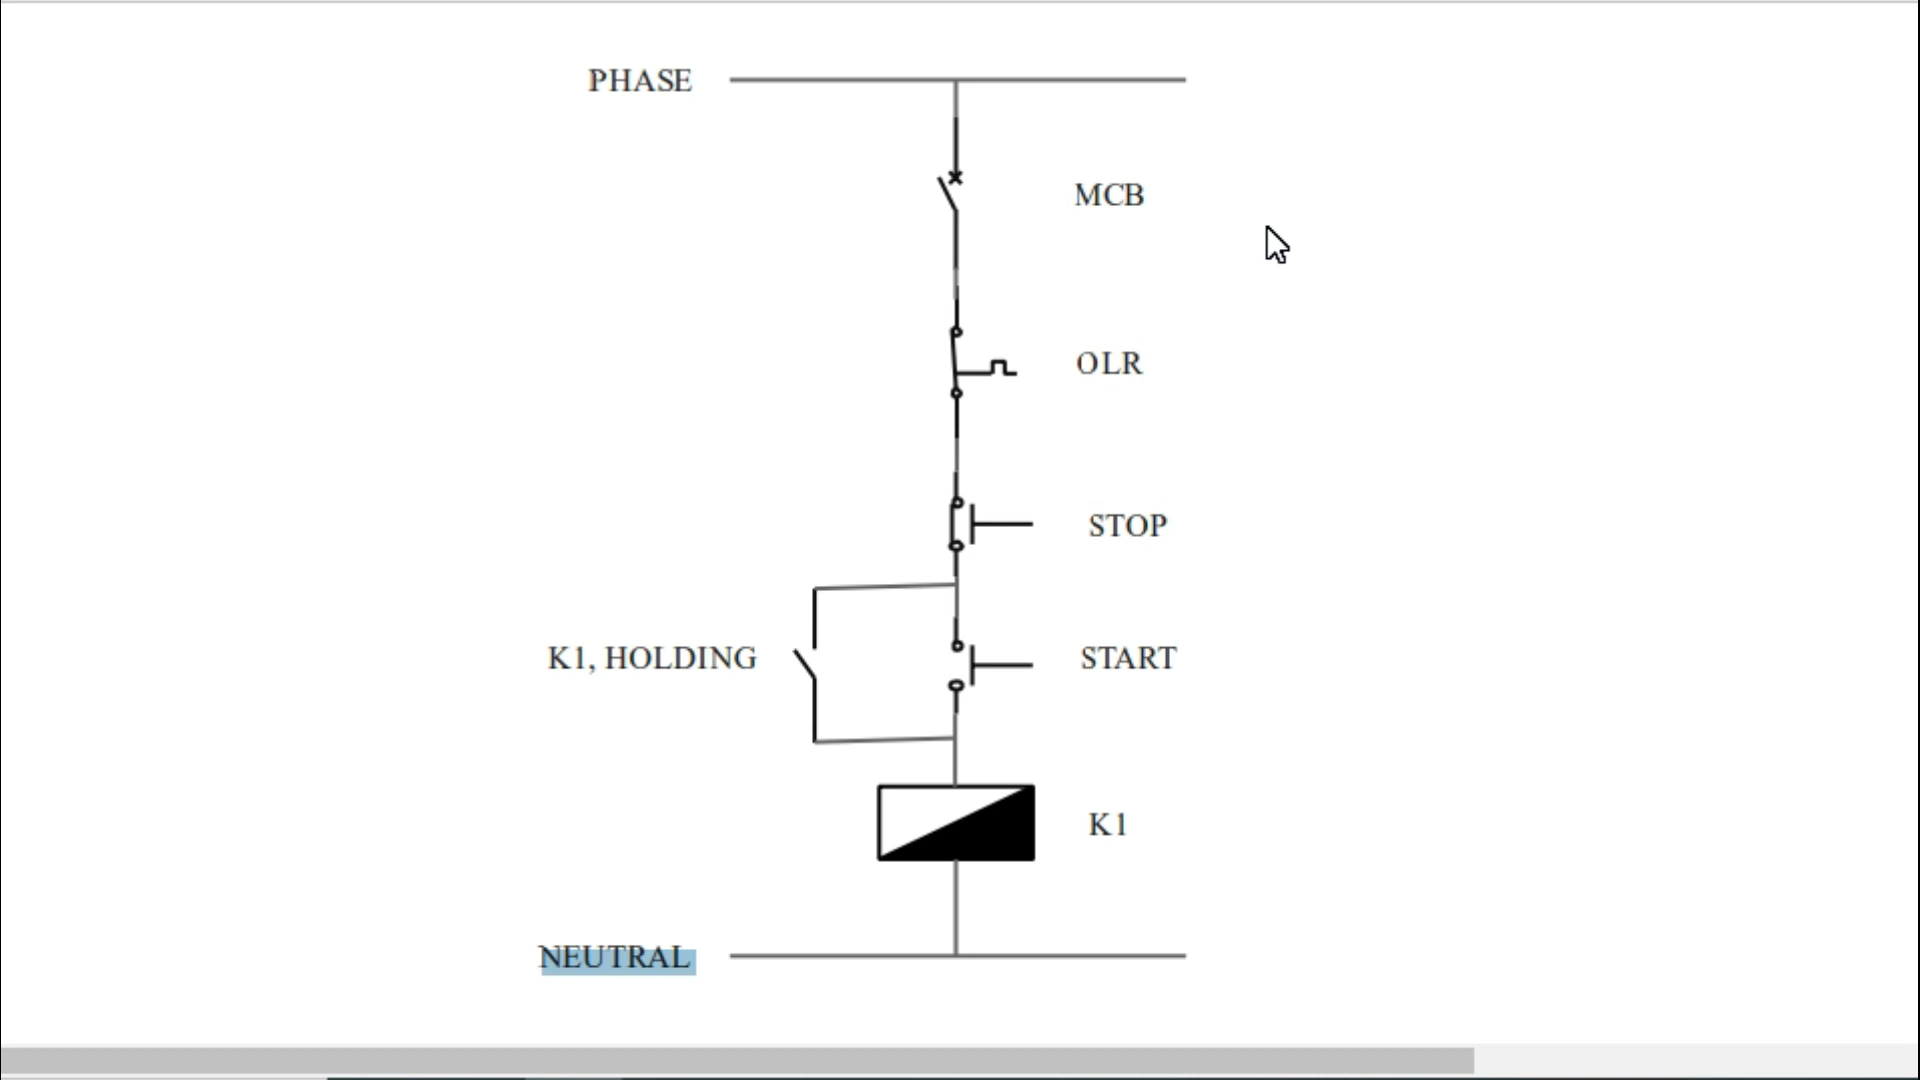 PHASE
MCB
OLR
STOP
K1, HOLDING
START
K1
NEUTRAL